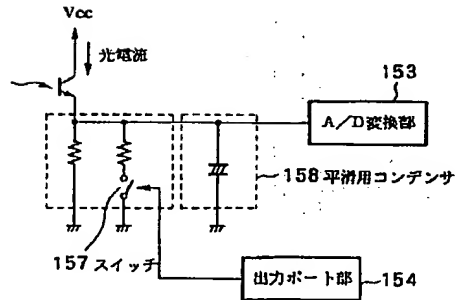 Vcc
光電流
153
A/D変換部
158 平滑用コンデンサ
157 スイッチ
出力ポート部
154